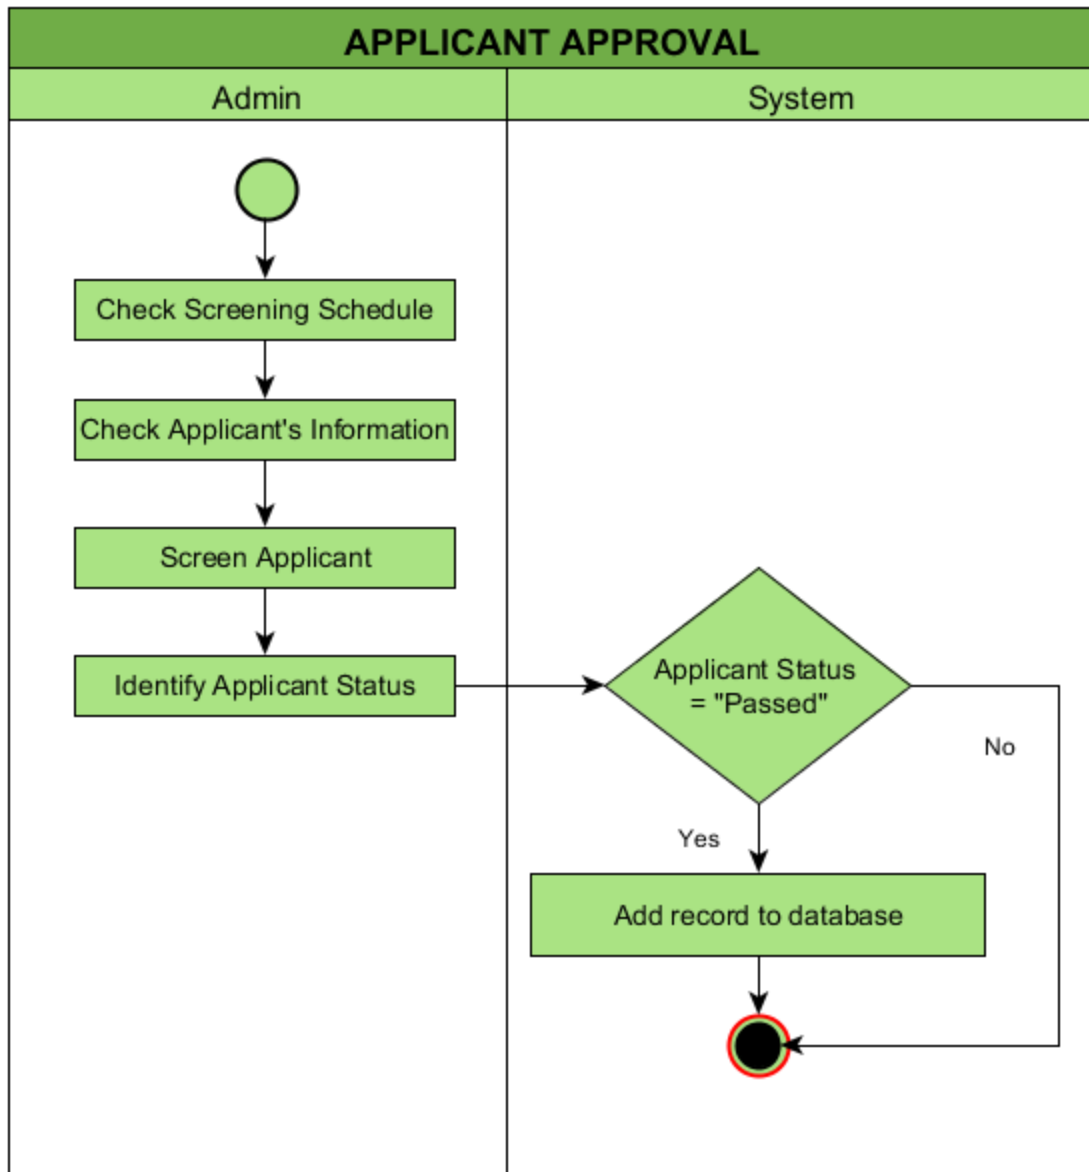 APPLICANT APPROVAL
Admin
System
Check Screening Schedule
Check Applicant's Information
Screen Applicant
Identify Applicant Status
Applicant Status
= "Passed"
No
Yes
Add record to database